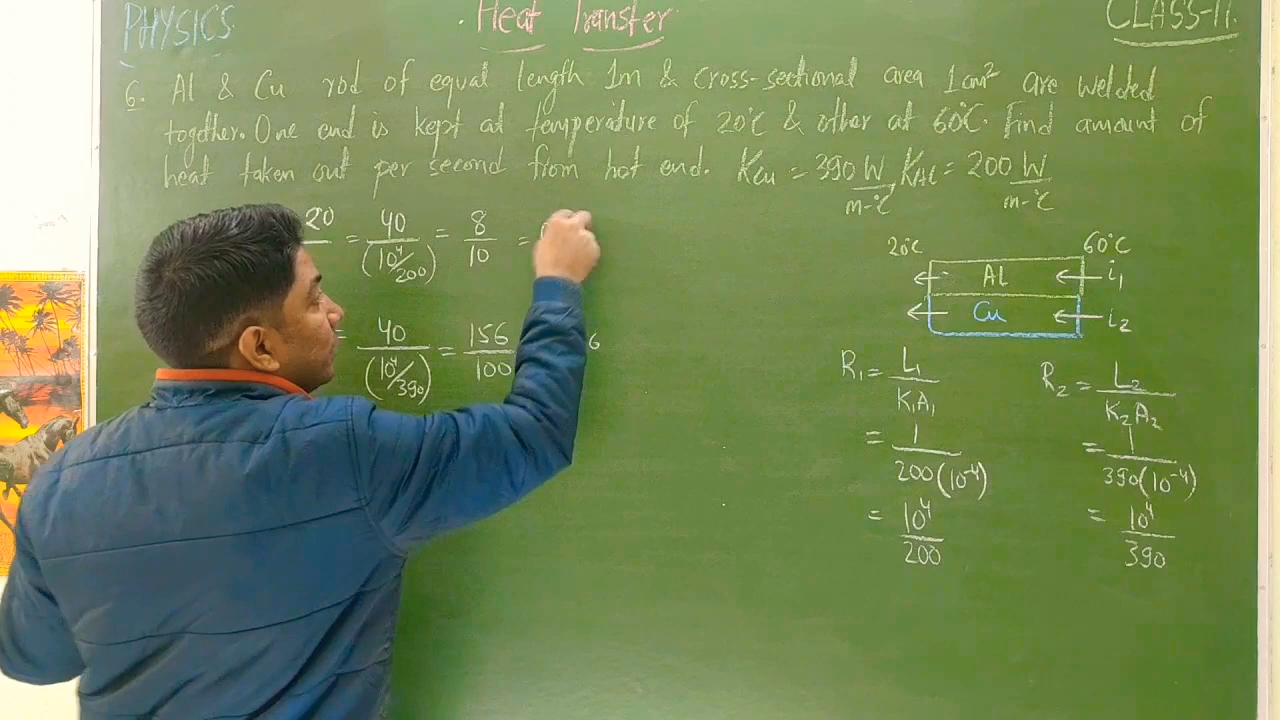 PHYSICS
Heat Transfer
CLASS-11.
6. Al & Cu rod of equal length 1m & cross-sectional area 1cm² are welded
together. One end is kept at temperature of 20°C & other at 60°C. Find amount of
heat taken out per second from hot end. KCu = 390 W/m-°C, KAl = 200 W/m-°C
20 = 40/(10⁴/200) = 8/10 =
= 40/(10⁴/390) = 156/100
6
20°C 60°C
Al i₁
Cu i₂
R₁ = L₁/K₁A₁
= 1/200(10⁻⁴)
= 10⁴/200
R₂ = L₂/K₂A₂
= 1/390(10⁻⁴)
= 10⁴/390